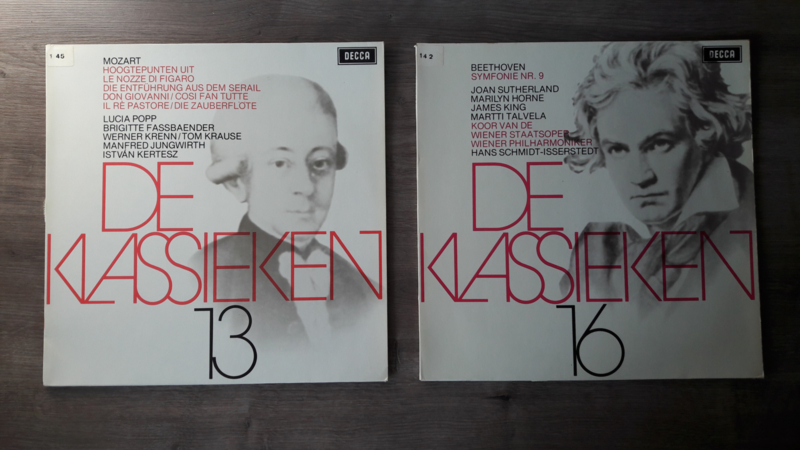 1 45
DECCA
MOZART
HOOGTEPUNTEN UIT
LE NOZZE DI FIGARO
DIE ENTFÜHRUNG AUS DEM SERAIL
DON GIOVANNI/COSI FAN TUTTE
IL RÈ PASTORE/DIE ZAUBERFLÖTE
LUCIA POPP
BRIGITTE FASSBAENDER
WERNER KRENN/TOM KRAUSE
MANFRED JUNGWIRTH
ISTVÁN KERTESZ
DE
KLASSIEKEN
13
14 2
DECCA
BEETHOVEN
SYMFONIE NR. 9
JOAN SUTHERLAND
MARILYN HORNE
JAMES KING
MARTTI TALVELA
KOOR VAN DE
WIENER STAATSOPER
WIENER PHILHARMONIKER
HANS SCHMIDT-ISSERSTEDT
DE
KLASSIEKEN
16